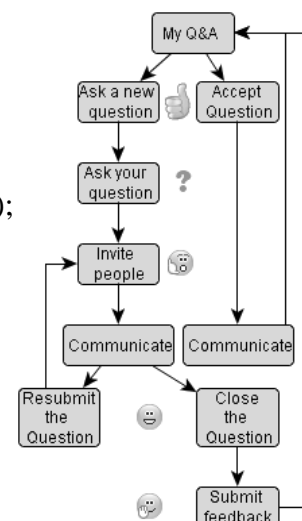 My Q&A
Ask a new
question
Accept
Question
Ask your
question
?
);
Invite
people
Communicate
Communicate
Resubmit
the
Question
Close
the
Question
Submit
feedback